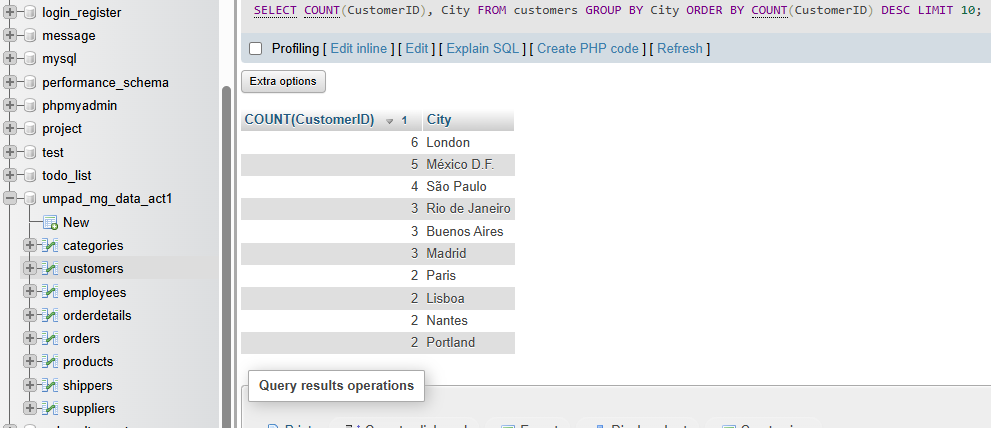 login_register
message
mysql
performance_schema
phpmyadmin
project
test
todo_list
umpad_mg_data_act1
New
categories
customers
employees
orderdetails
orders
products
shippers
suppliers
SELECT COUNT(CustomerID), City FROM customers GROUP BY City ORDER BY COUNT(CustomerID) DESC LIMIT 10;
Profiling [ Edit inline ] [ Edit ] [ Explain SQL ] [ Create PHP code ] [ Refresh ]
Extra options
COUNT(CustomerID) 1 City
6 London
5 México D.F.
4 São Paulo
3 Rio de Janeiro
3 Buenos Aires
3 Madrid
2 Paris
2 Lisboa
2 Nantes
2 Portland
Query results operations